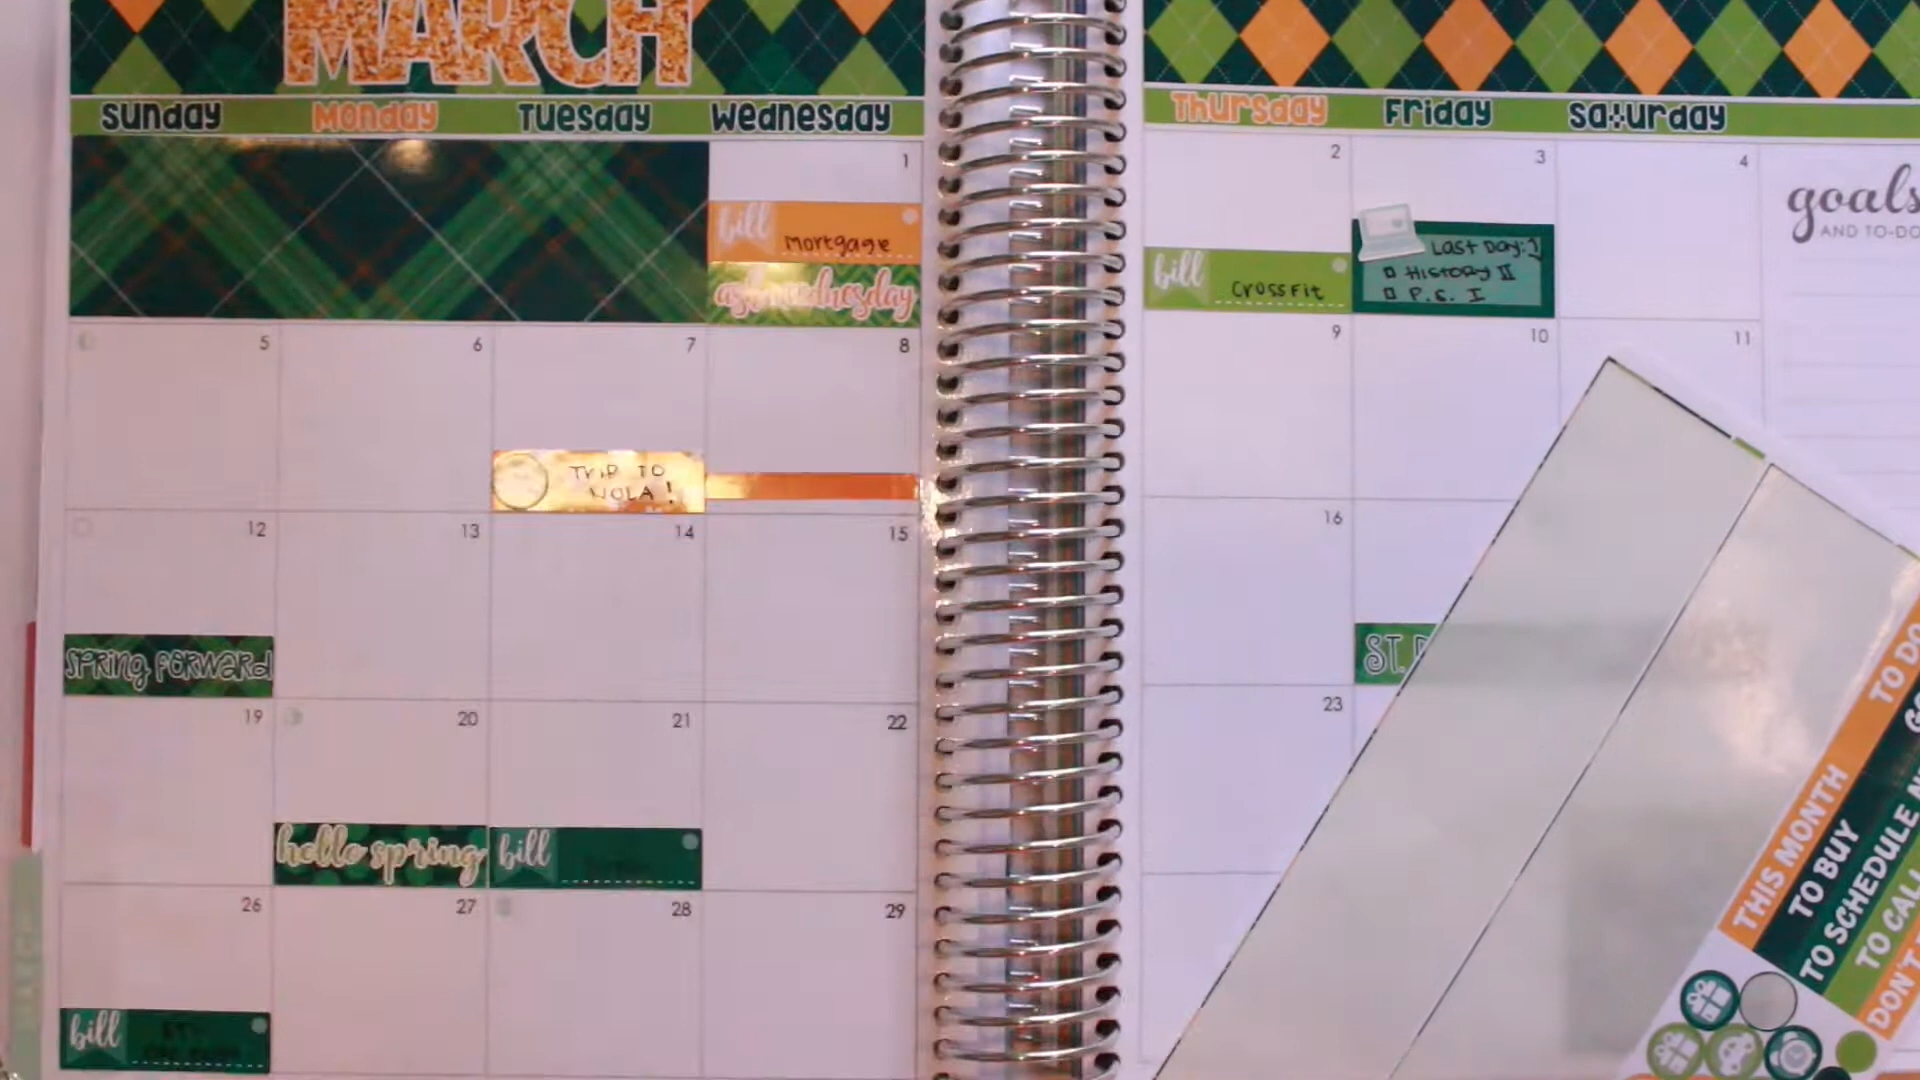 MARCH
Sunday Monday Tuesday Wednesday Thursday Friday Saturday
1 2 3 4
goals
AND TO-DO
bill Mortgage
ash wednesday
bill CrossFit
Last Day:
History II
P.S. I
5 6 7 8 9 10 11
TRIP TO
NOLA!
12 13 14 15 16
SPRING FORWARD
ST.
19 20 21 22 23
hello spring
bill
26 27 28 29
bill
THIS MONTH
TO DO
TO BUY
TO SCHEDULE
TO CALL